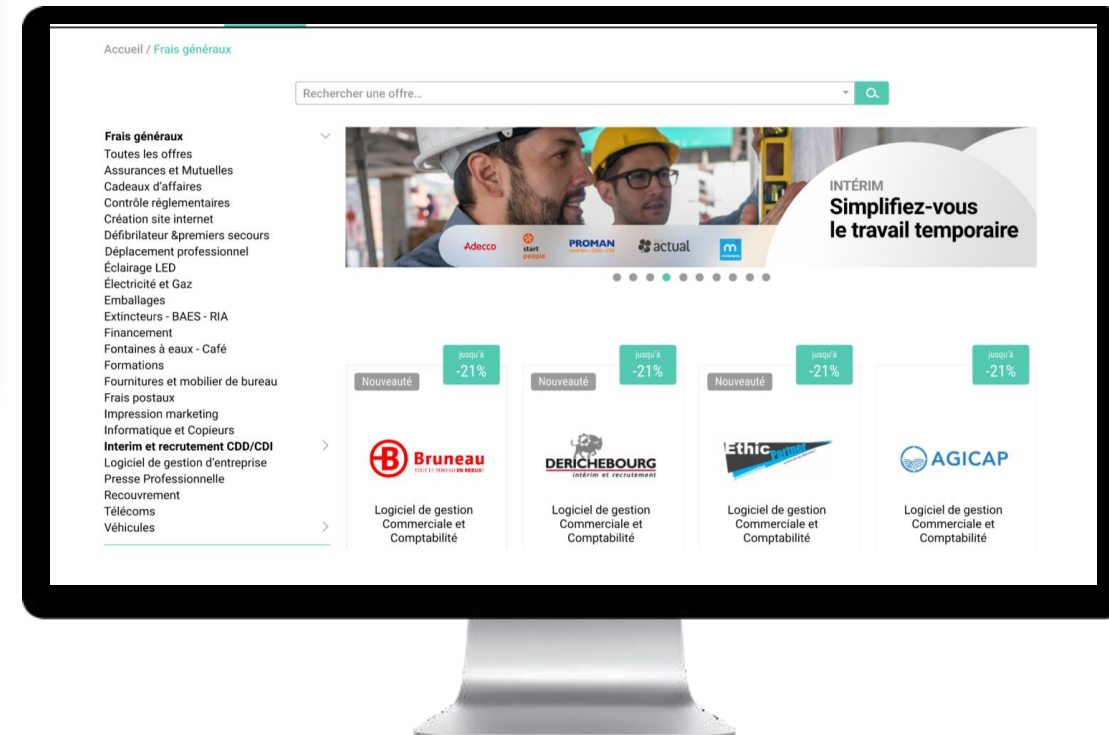 Accueil / Frais généraux
Rechercher une offre...
Frais généraux
Toutes les offres
Assurances et Mutuelles
Cadeaux d'affaires
Contrôle réglementaires
Création site internet
Défibrilateur &premiers secours
Déplacement professionnel
Éclairage LED
Électricité et Gaz
Emballages
Extincteurs - BAES - RIA
Financement
Fontaines à eaux - Café
Formations
Fournitures et mobilier de bureau
Frais postaux
Impression marketing
Informatique et Copieurs
Interim et recrutement CDD/CDI
Logiciel de gestion d'entreprise
Presse Professionnelle
Recouvrement
Télécoms
Véhicules
INTÉRIM
Simplifiez-vous
le travail temporaire
Adecco
start
people
PROMAN
actual
m
Nouveauté
jusqu'à
-21%
Bruneau
Logiciel de gestion
Commerciale et
Comptabilité
Nouveauté
jusqu'à
-21%
DERICHEBOURG
intérim et recrutement
Logiciel de gestion
Commerciale et
Comptabilité
Nouveauté
jusqu'à
-21%
Ethic
Partner
Logiciel de gestion
Commerciale et
Comptabilité
jusqu'à
-21%
AGICAP
Logiciel de gestion
Commerciale et
Comptabilité